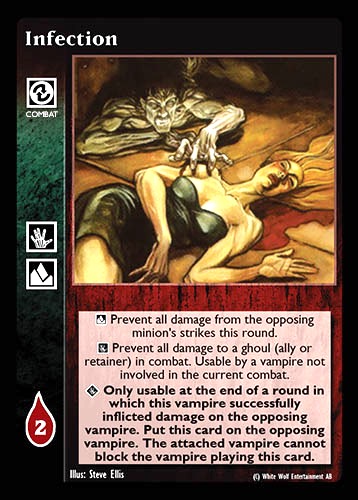 Infection
COMBAT
Prevent all damage from the opposing
minion's strikes this round.
Prevent all damage to a ghoul (ally or
retainer) in combat. Usable by a vampire not
involved in the current combat.
Only usable at the end of a round in
which this vampire successfully
inflicted damage on the opposing
vampire. Put this card on the opposing
vampire. The attached vampire cannot
block the vampire playing this card.
2
Illus: Steve Ellis
(C) White Wolf Entertainment AB